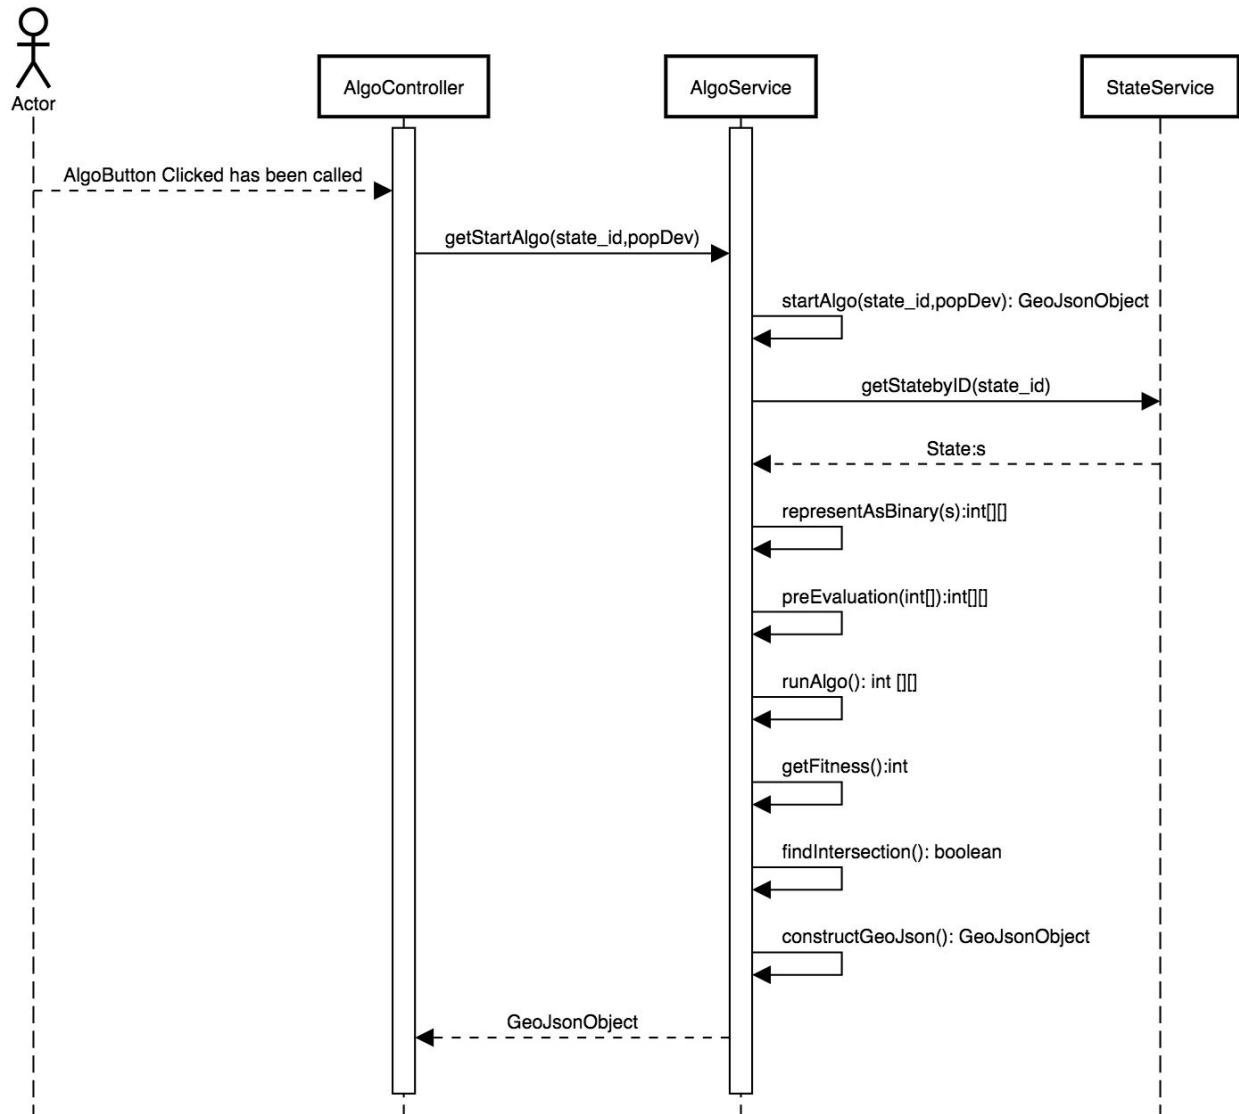 Actor
AlgoController
AlgoService
StateService
AlgoButton Clicked has been called
getStartAlgo(state_id,popDev)
startAlgo(state_id,popDev): GeoJsonObject
getStatebyID(state_id)
State:s
representAsBinary(s):int[][]
preEvaluation(int[]):int[][]
runAlgo(): int [][]
getFitness():int
findIntersection(): boolean
constructGeoJson(): GeoJsonObject
GeoJsonObject